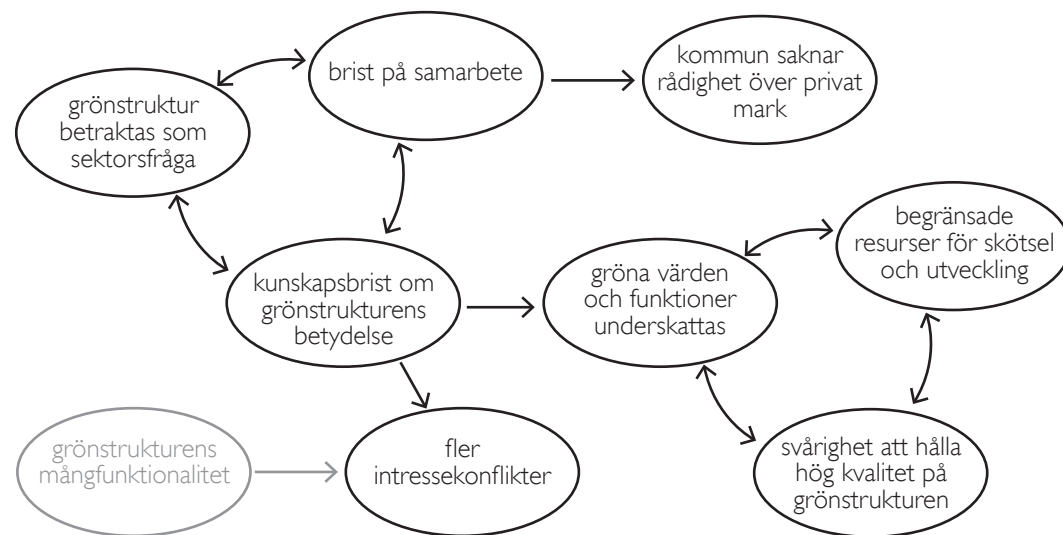 brist på samarbete
kommun saknar
rådighet över privat
mark
grönstruktur
betraktas som
sektorsfråga
begränsade
resurser för skötsel
och utveckling
kunskapsbrist om
grönstrukturens
betydelse
gröna värden
och funktioner
underskattas
grönstrukturens
mångfunktionalitet
fler
intressekonflikter
svårighet att hålla
hög kvalitet på
grönstrukturen